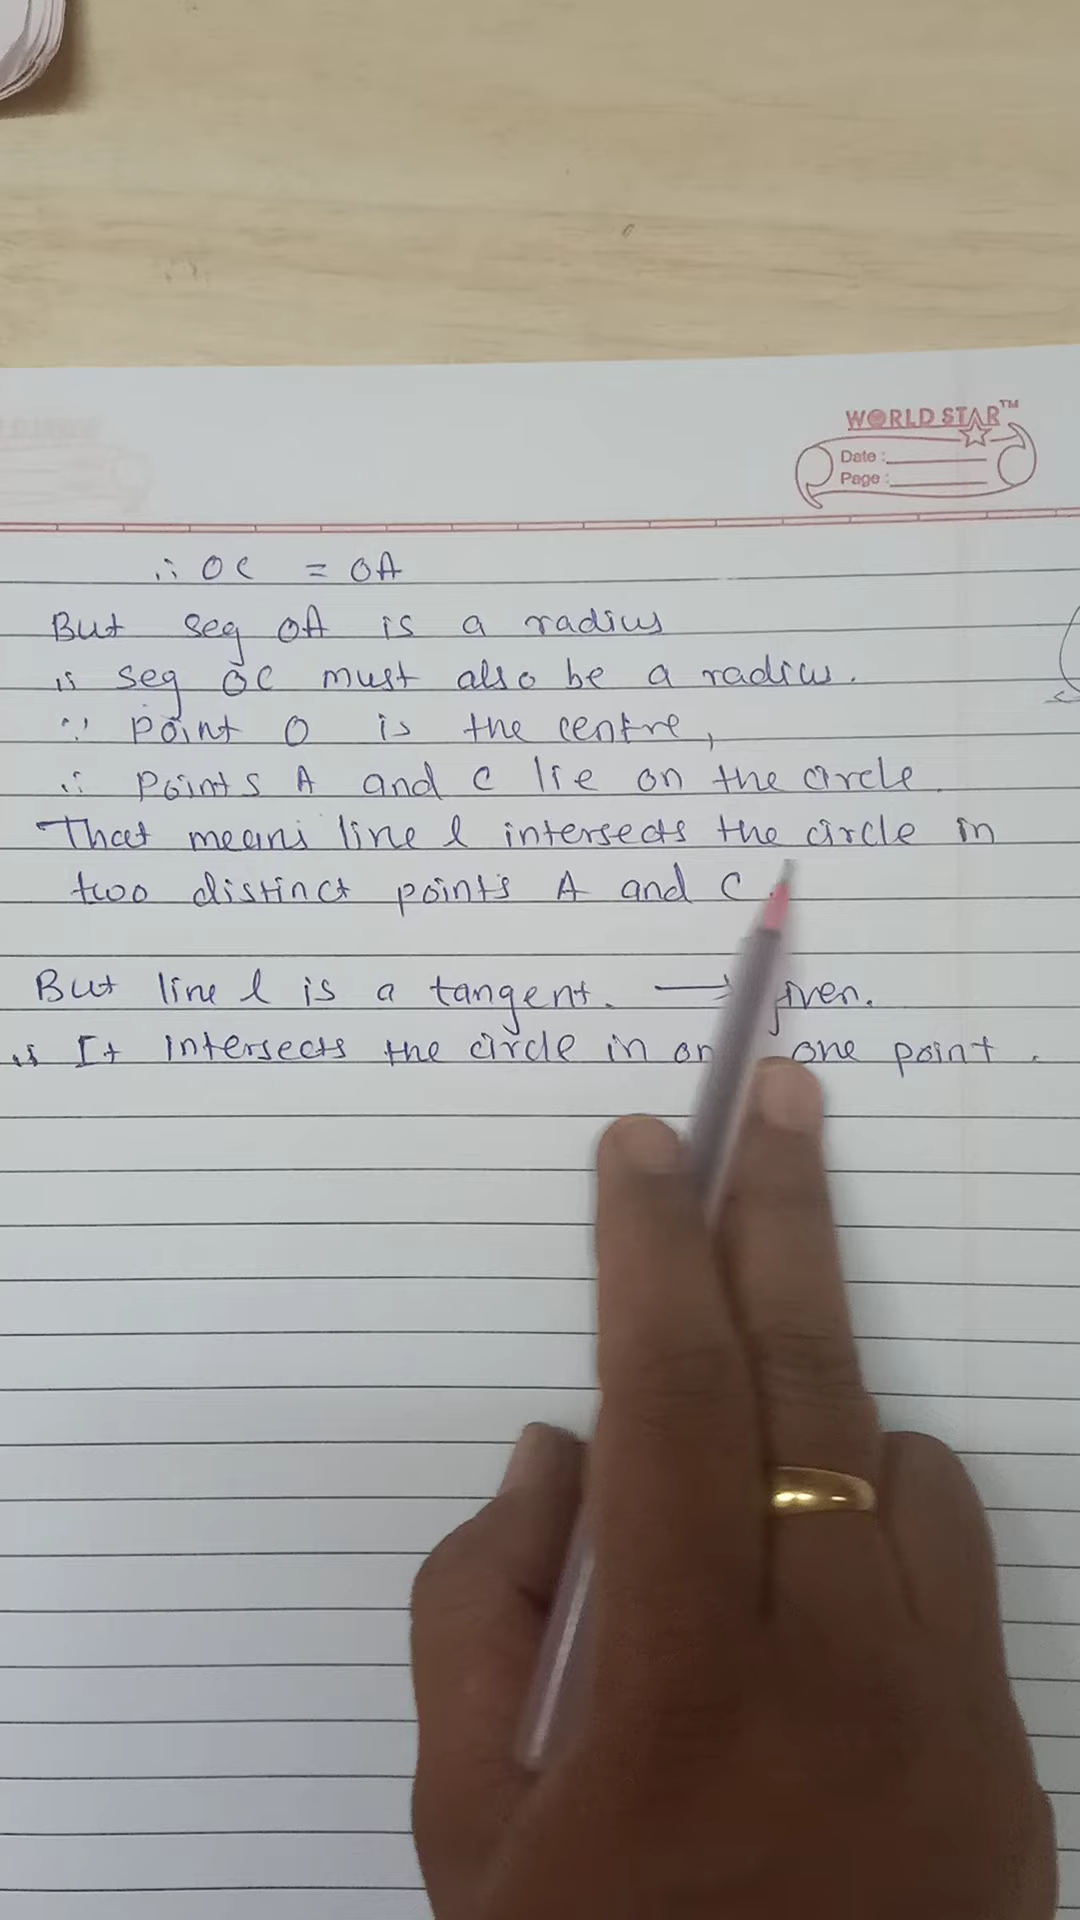 WORLD STAR™
Date :
Page :
∴ OC = OA
But seg OA is a radius
∴ seg OC must also be a radius.
∵ Point O is the centre,
∴ Points A and C lie on the circle.
That means line l intersects the circle in
two distinct points A and C.
But line l is a tangent. → given.
∴ It intersects the circle in one point.